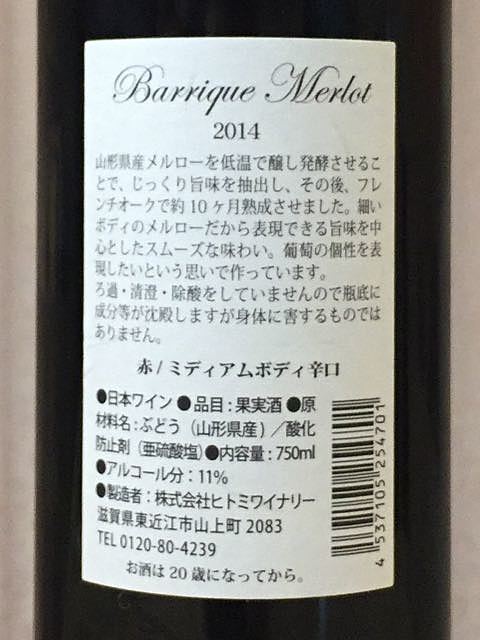 Barrique Merlot
2014
山形県産メルローを低温で醸し発酵させるこ
とで、じっくり旨味を抽出し、その後、フレ
ンチオークで約10ヶ月熟成させました。細い
ボディのメルローだから表現できる旨味を中
心としたスムーズな味わい。葡萄の個性を表
現したいという思いで作っています。
ろ過・清澄・除酸をしていませんので瓶底に
成分等が沈殿しますが身体に害するものでは
ありません。
赤/ミディアムボディ辛口
●日本ワイン ●品目:果実酒 ●原
材料名:ぶどう(山形県産)/酸化
防止剤(亜硫酸塩)●内容量:750ml
●アルコール分:11%
●製造者:株式会社ヒトミワイナリー
滋賀県東近江市山上町 2083
TEL 0120-80-4239
お酒は20歳になってから。
4537105254701